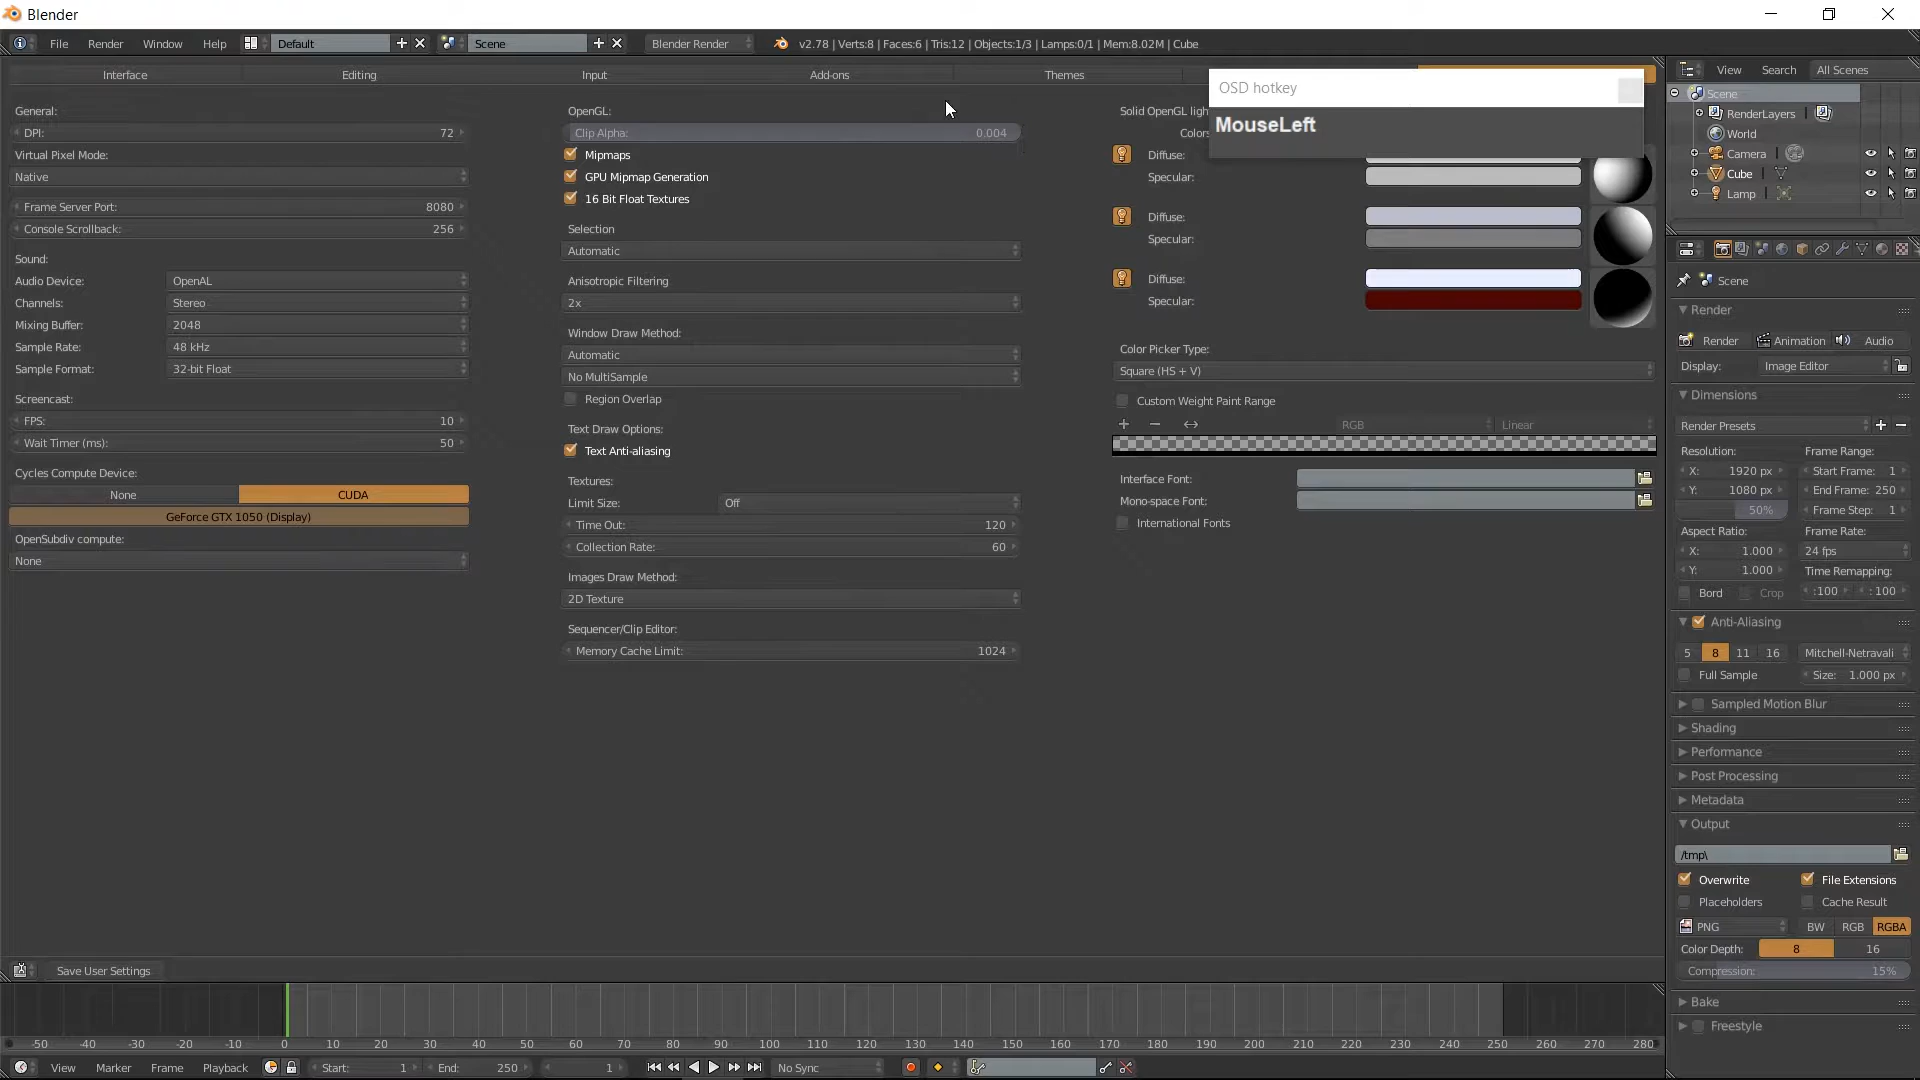 Blender
File Render Window Help Default Scene Blender Render v2.78 | Verts:8 | Faces:6 | Tris:12 | Objects:1/3 | Lamps:0/1 | Mem:8.02M | Cube
Interface Editing Input Add-ons Themes
OSD hotkey
MouseLeft
General:
DPI: 72
Virtual Pixel Mode:
Native
Frame Server Port: 8080
Console Scrollback: 256
Sound:
Audio Device: OpenAL
Channels: Stereo
Mixing Buffer: 2048
Sample Rate: 48 kHz
Sample Format: 32-bit Float
Screencast:
FPS: 10
Wait Timer (ms): 50
Cycles Compute Device:
None CUDA
GeForce GTX 1050 (Display)
OpenSubdiv compute:
None
OpenGL:
Clip Alpha: 0.004
Mipmaps
GPU Mipmap Generation
16 Bit Float Textures
Selection
Automatic
Anisotropic Filtering
2x
Window Draw Method:
Automatic
No MultiSample
Region Overlap
Text Draw Options:
Text Anti-aliasing
Textures:
Limit Size: Off
Time Out: 120
Collection Rate: 60
Images Draw Method:
2D Texture
Sequencer/Clip Editor:
Memory Cache Limit: 1024
Solid OpenGL ligh
Colors
Diffuse:
Specular:
Diffuse:
Specular:
Diffuse:
Specular:
Color Picker Type:
Square (HS + V)
Custom Weight Paint Range
RGB Linear
Interface Font:
Mono-space Font:
International Fonts
View Search All Scenes
Scene
RenderLayers
World
Camera
Cube
Lamp
Scene
Render
Render Animation Audio
Display: Image Editor
Dimensions
Render Presets
Resolution: Frame Range:
X: 1920 px Start Frame: 1
Y: 1080 px End Frame: 250
50% Frame Step: 1
Aspect Ratio: Frame Rate:
X: 1.000 24 fps
Y: 1.000 Time Remapping:
Bord Crop :100 : 100
Anti-Aliasing
5 8 11 16 Mitchell-Netravali
Full Sample Size: 1.000 px
Sampled Motion Blur
Shading
Performance
Post Processing
Metadata
Output
/tmp\
Overwrite File Extensions
Placeholders Cache Result
PNG BW RGB RGBA
Color Depth: 8 16
Compression: 15%
Bake
Freestyle
Save User Settings
-50 -40 -30 -20 -10 0 10 20 30 40 50 60 70 80 90 100 110 120 130 140 150 160 170 180 190 200 210 220 230 240 250 260 270 280
View Marker Frame Playback Start: 1 End: 250 1 No Sync